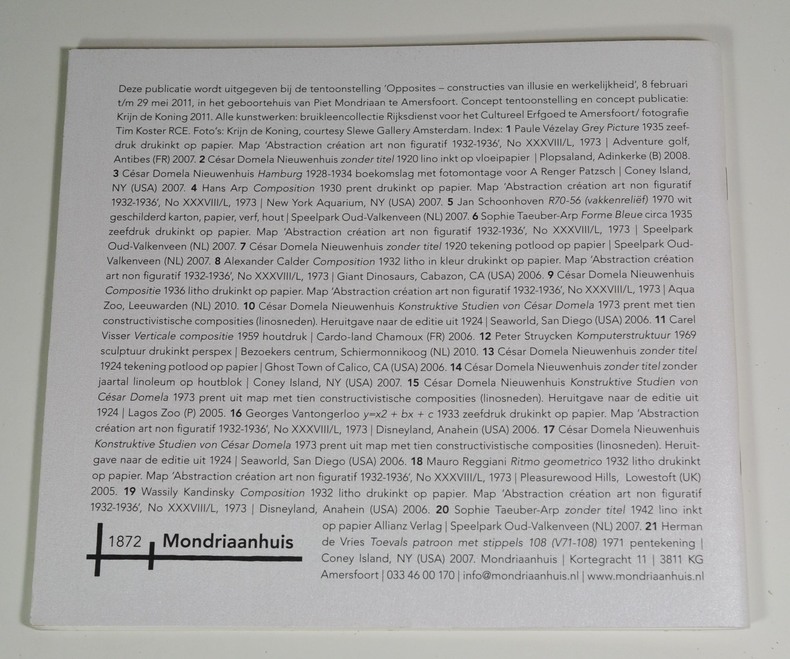 Deze publicatie wordt uitgegeven bij de tentoonstelling 'Opposites – constructies van illusie en werkelijkheid', 8 februari
t/m 29 mei 2011, in het geboortehuis van Piet Mondriaan te Amersfoort. Concept tentoonstelling en concept publicatie:
Krijn de Koning 2011. Alle kunstwerken: bruikleencollectie Rijksdienst voor het Cultureel Erfgoed te Amersfoort/ fotografie
Tim Koster RCE. Foto's: Krijn de Koning, courtesy Slewe Gallery Amsterdam. Index: 1 Paule Vézelay Grey Picture 1935 zeef-
druk drukinkt op papier. Map 'Abstraction création art non figuratif 1932-1936', No XXXVIII/L, 1973 | Adventure golf,
Antibes (FR) 2007. 2 César Domela Nieuwenhuis zonder titel 1920 lino inkt op vloeipapier | Plopsaland, Adinkerke (B) 2008.
3 César Domela Nieuwenhuis Hamburg 1928-1934 boekomslag met fotomontage voor A Renger Patzsch | Coney Island,
NY (USA) 2007. 4 Hans Arp Composition 1930 prent drukinkt op papier. Map 'Abstraction création art non figuratif
1932-1936', No XXXVIII/L, 1973 | New York Aquarium, NY (USA) 2007. 5 Jan Schoonhoven R70-56 (vakkenreliëf) 1970 wit
geschilderd karton, papier, verf, hout | Speelpark Oud-Valkenveen (NL) 2007. 6 Sophie Taeuber-Arp Forme Bleue circa 1935
zeefdruk drukinkt op papier. Map 'Abstraction création art non figuratif 1932-1936', No XXXVIII/L, 1973 | Speelpark
Oud-Valkenveen (NL) 2007. 7 César Domela Nieuwenhuis zonder titel 1920 tekening potlood op papier | Speelpark Oud-
Valkenveen (NL) 2007. 8 Alexander Calder Composition 1932 litho in kleur drukinkt op papier. Map 'Abstraction création
art non figuratif 1932-1936', No XXXVIII/L, 1973 | Giant Dinosaurs, Cabazon, CA (USA) 2006. 9 César Domela Nieuwenhuis
Compositie 1936 litho drukinkt op papier. Map 'Abstraction création art non figuratif 1932-1936', No XXXVIII/L, 1973 | Aqua
Zoo, Leeuwarden (NL) 2010. 10 César Domela Nieuwenhuis Konstruktive Studien von César Domela 1973 prent met tien
constructivistische composities (linosneden). Heruitgave naar de editie uit 1924 | Seaworld, San Diego (USA) 2006. 11 Carel
Visser Verticale compositie 1959 houtdruk | Cardo-land Chamoux (FR) 2006. 12 Peter Struycken Komputerstruktuur 1969
sculptuur drukinkt perspex | Bezoekers centrum, Schiermonnikoog (NL) 2010. 13 César Domela Nieuwenhuis zonder titel
1924 tekening potlood op papier | Ghost Town of Calico, CA (USA) 2006. 14 César Domela Nieuwenhuis zonder titel zonder
jaartal linoleum op houtblok | Coney Island, NY (USA) 2007. 15 César Domela Nieuwenhuis Konstruktive Studien von
César Domela 1973 prent uit map met tien constructivistische composities (linosneden). Heruitgave naar de editie uit
1924 | Lagos Zoo (P) 2005. 16 Georges Vantongerloo y=x2 + bx + c 1933 zeefdruk drukinkt op papier. Map 'Abstraction
création art non figuratif 1932-1936', No XXXVIII/L, 1973 | Disneyland, Anahein (USA) 2006. 17 César Domela Nieuwenhuis
Konstruktive Studien von César Domela 1973 prent uit map met tien constructivistische composities (linosneden). Heruit-
gave naar de editie uit 1924 | Seaworld, San Diego (USA) 2006. 18 Mauro Reggiani Ritmo geometrico 1932 litho drukinkt
op papier. Map 'Abstraction création art non figuratif 1932-1936', No XXXVIII/L, 1973 | Pleasurewood Hills, Lowestoft (UK)
2005. 19 Wassily Kandinsky Composition 1932 litho drukinkt op papier. Map 'Abstraction création art non figuratif
1932-1936', No XXXVIII/L, 1973 | Disneyland, Anahein (USA) 2006. 20 Sophie Taeuber-Arp zonder titel 1942 lino inkt
op papier Allianz Verlag | Speelpark Oud-Valkenveen (NL) 2007. 21 Herman
de Vries Toevals patroon met stippels 108 (V71-108) 1971 pentekening |
Coney Island, NY (USA) 2007. Mondriaanhuis | Kortegracht 11 | 3811 KG
Amersfoort | 033 46 00 170 | info@mondriaanhuis.nl | www.mondriaanhuis.nl
1872 Mondriaanhuis